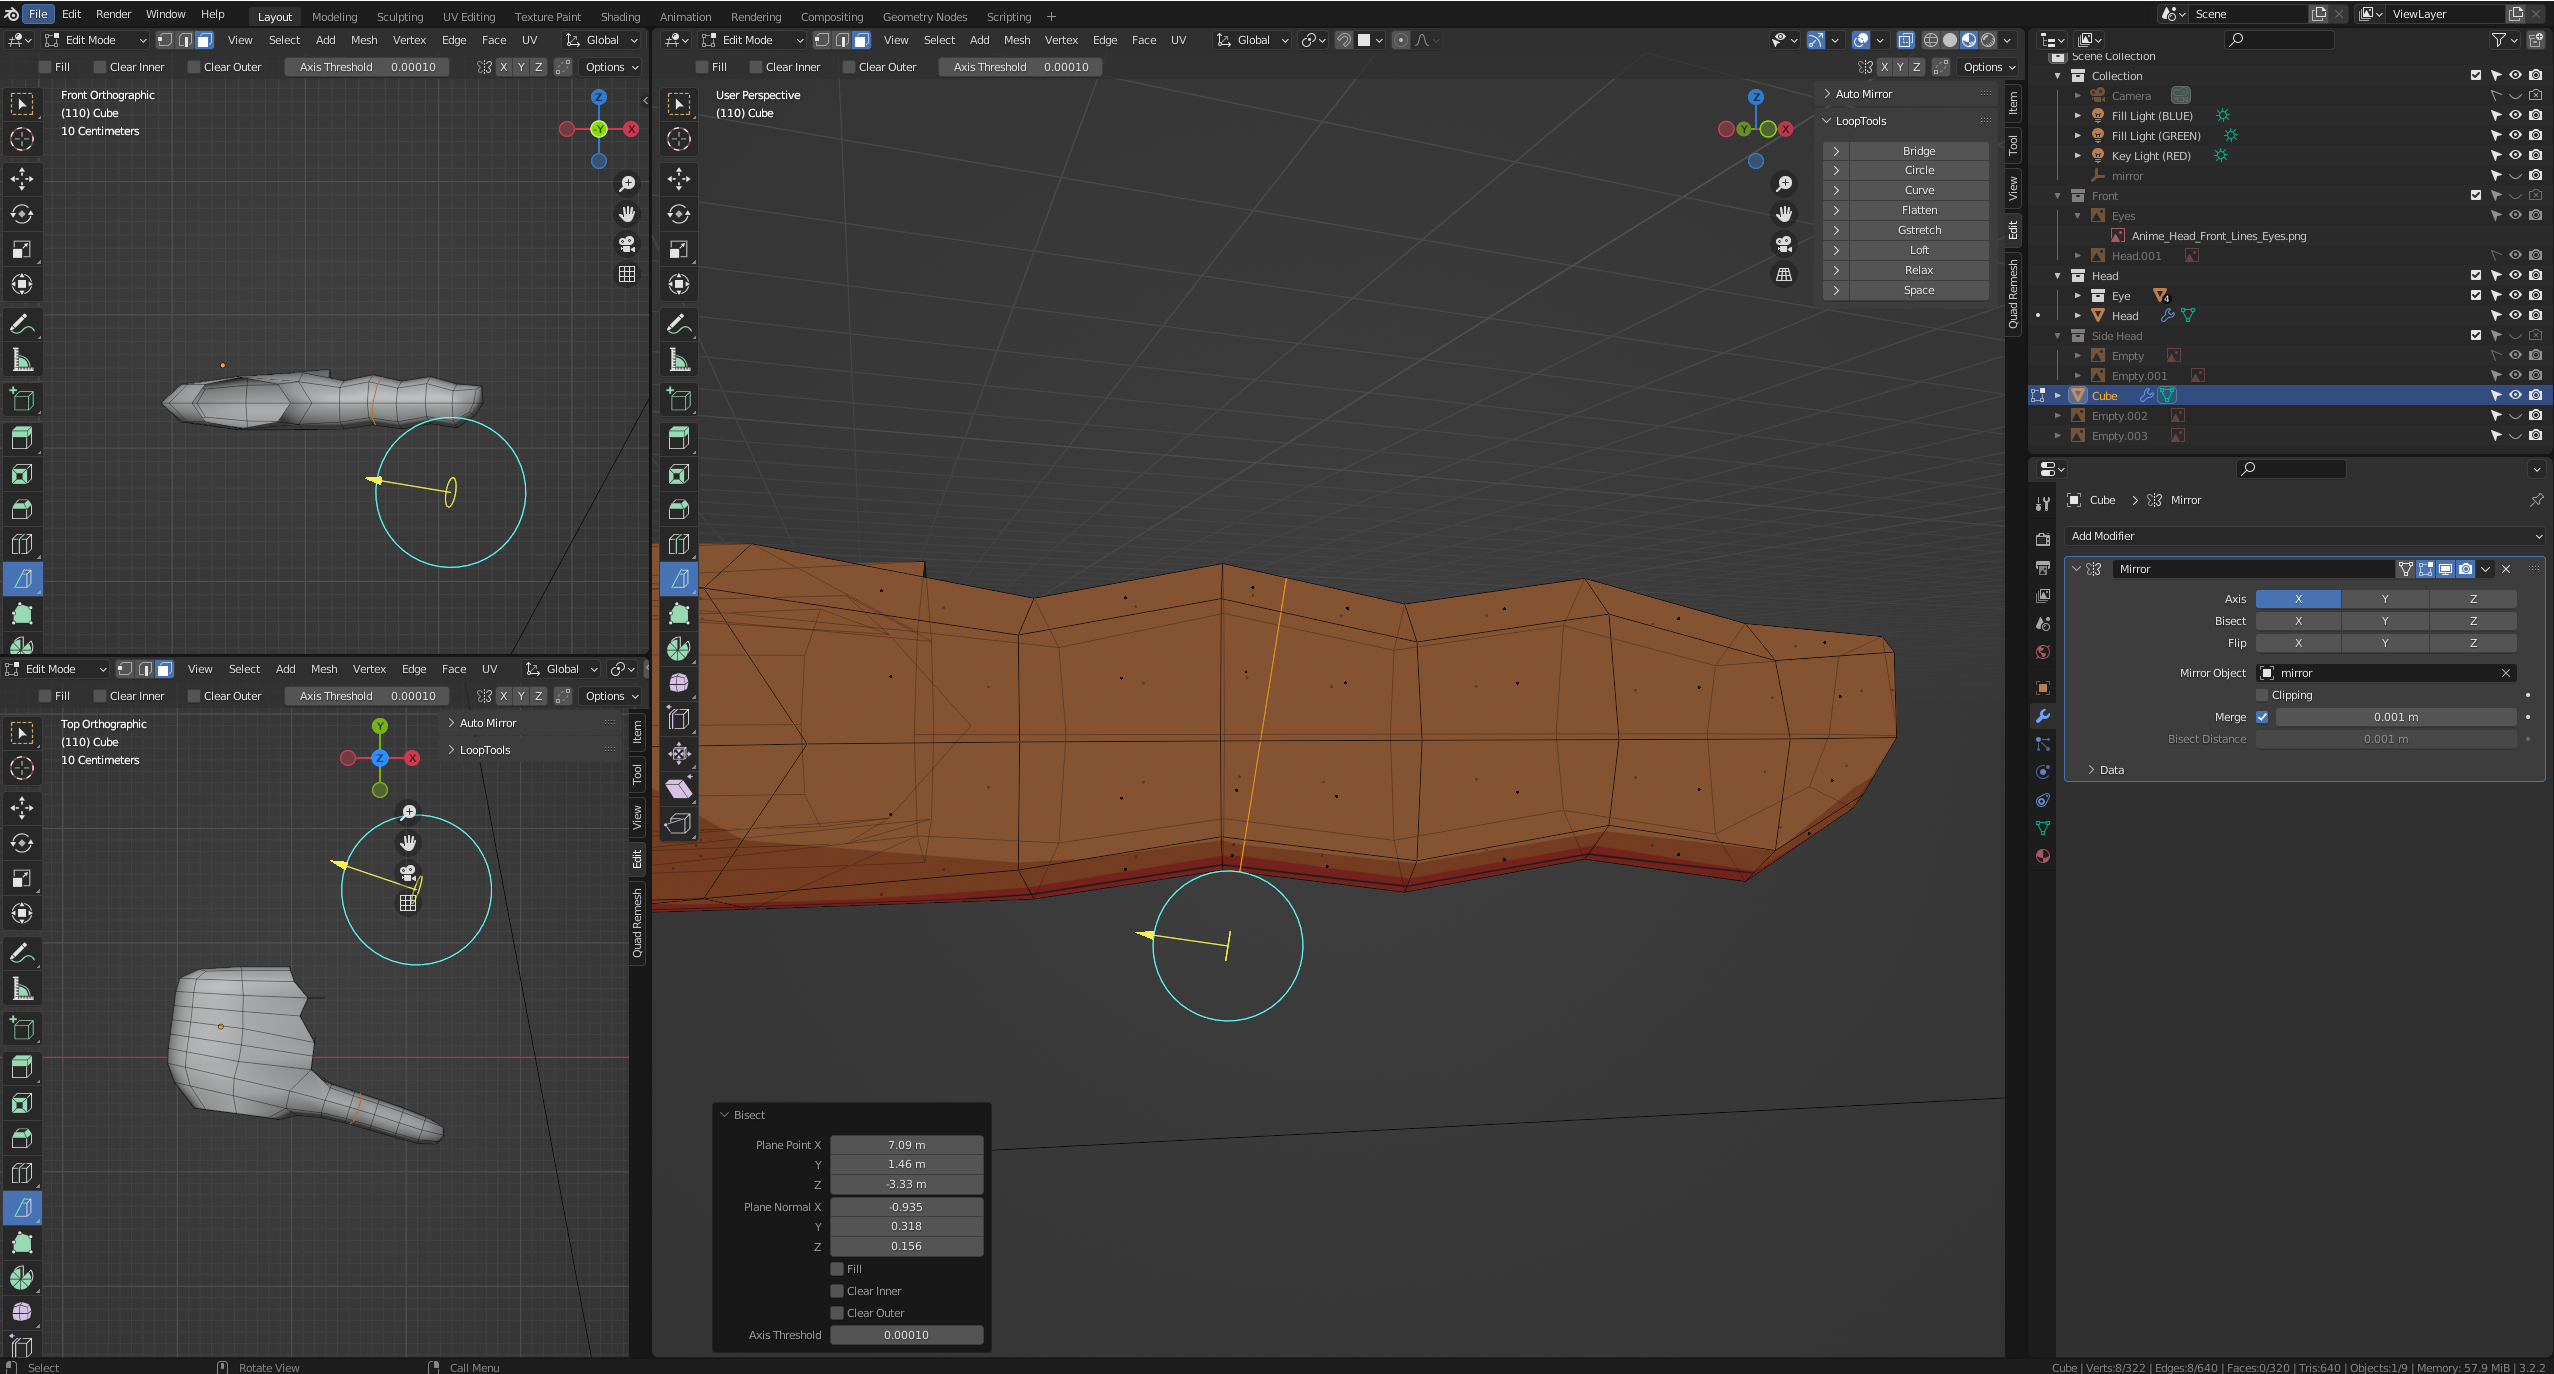 File Edit Render Window Help Layout Modeling Sculpting UV Editing Texture Paint Shading Animation Rendering Compositing Geometry Nodes Scripting + Scene ViewLayer
Edit Mode View Select Add Mesh Vertex Edge Face UV Global
Fill Clear Inner Clear Outer Axis Threshold 0.00010 X Y Z Options
Front Orthographic
(110) Cube
10 Centimeters
Z
-Y X
Edit Mode View Select Add Mesh Vertex Edge Face UV Global
Fill Clear Inner Clear Outer Axis Threshold 0.00010 X Y Z Options
User Perspective
(110) Cube
Z
Y X
Auto Mirror
LoopTools
Bridge
Circle
Curve
Flatten
Gstretch
Loft
Relax
Space
Item
Tool
View
Edit
Quad Remesh
Edit Mode View Select Add Mesh Vertex Edge Face UV Global
Fill Clear Inner Clear Outer Axis Threshold 0.00010 X Y Z Options
Top Orthographic
(110) Cube
10 Centimeters
Y
Z X
Auto Mirror
LoopTools
Item
Tool
View
Edit
Quad Remesh
Bisect
Plane Point X 7.09 m
Y 1.46 m
Z -3.33 m
Plane Normal X -0.935
Y 0.318
Z 0.156
Fill
Clear Inner
Clear Outer
Axis Threshold 0.00010
Scene Collection
Collection
Camera
Fill Light (BLUE)
Fill Light (GREEN)
Key Light (RED)
mirror
Front
Eyes
Anime_Head_Front_Lines_Eyes.png
Head.001
Head
Eye 4
Head
Side Head
Empty
Empty.001
Cube
Empty.002
Empty.003
Cube > Mirror
Add Modifier
Mirror
Axis X Y Z
Bisect X Y Z
Flip X Y Z
Mirror Object mirror
Clipping
Merge 0.001 m
Bisect Distance 0.001 m
Data
Select Rotate View Call Menu Cube | Verts:8/322 | Edges:8/640 | Faces:0/320 | Tris:640 | Objects:1/9 | Memory: 57.9 MiB | 3.2.2